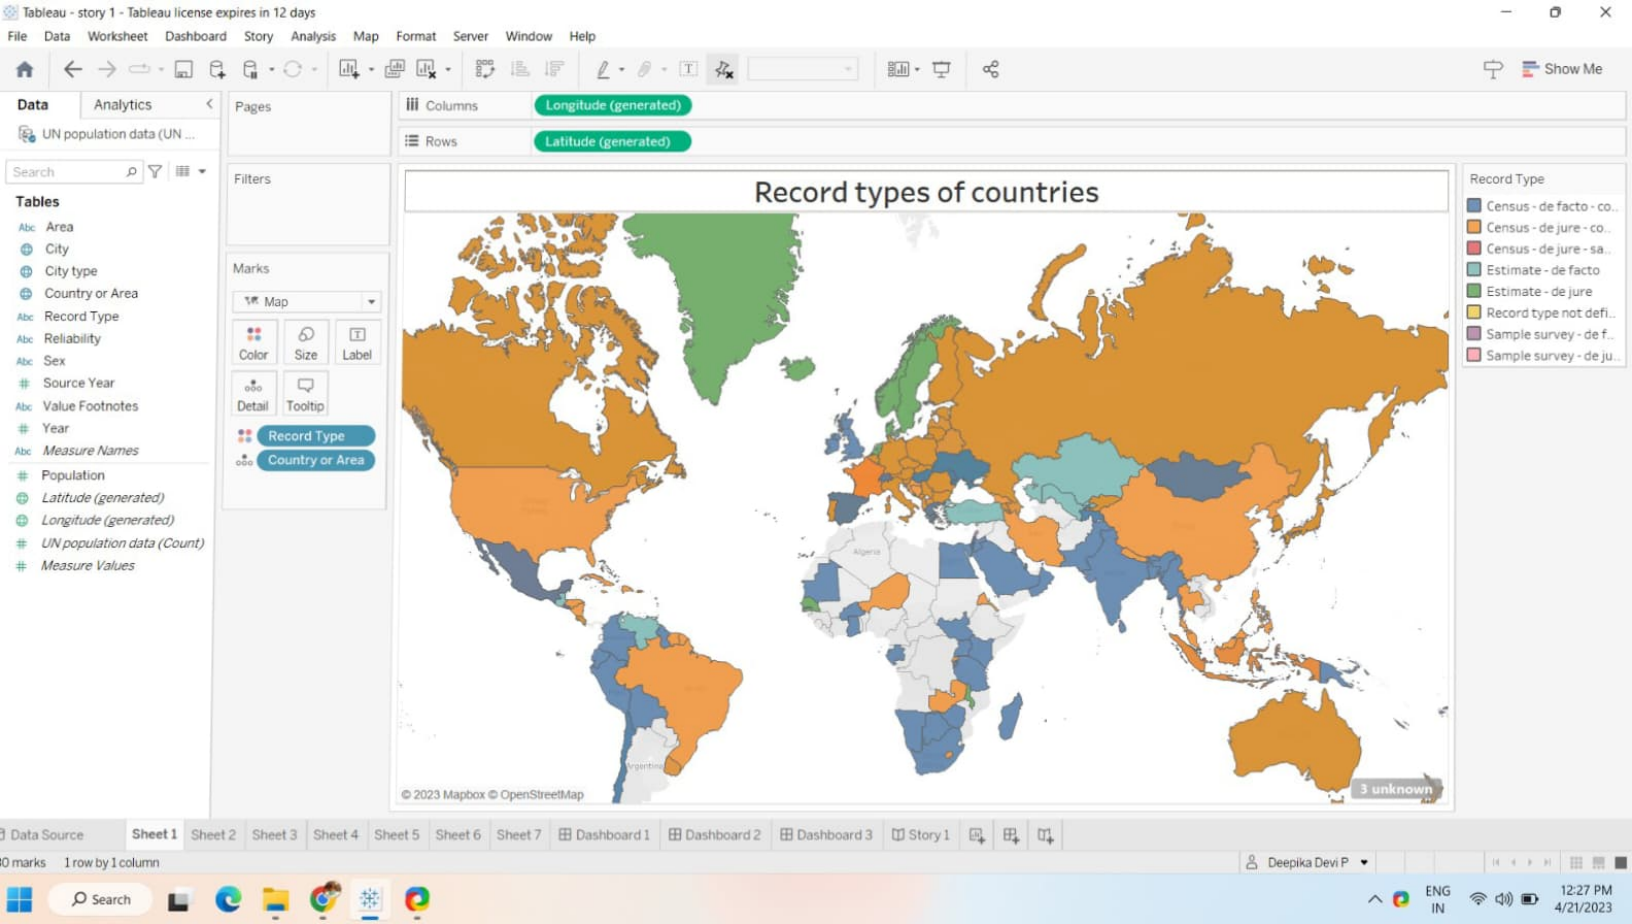 Tableau - story 1 - Tableau license expires in 12 days
File Data Worksheet Dashboard Story Analysis Map Format Server Window Help
Show Me
Data Analytics
UN population data (UN ...
Search
Tables
Abc Area
City
City type
Country or Area
Abc Record Type
Abc Reliability
Abc Sex
# Source Year
Abc Value Footnotes
# Year
Abc Measure Names
# Population
Latitude (generated)
Longitude (generated)
# UN population data (Count)
# Measure Values
Pages
Filters
Marks
Map
Color Size Label
Detail Tooltip
Record Type
Country or Area
Columns Longitude (generated)
Rows Latitude (generated)
Record types of countries
Algeria
Argentina
© 2023 Mapbox © OpenStreetMap
3 unknown
Record Type
Census - de facto - co..
Census - de jure - co...
Census - de jure - sa...
Estimate - de facto
Estimate - de jure
Record type not defi..
Sample survey - de f...
Sample survey - de ju..
Data Source Sheet 1 Sheet 2 Sheet 3 Sheet 4 Sheet 5 Sheet 6 Sheet 7 Dashboard 1 Dashboard 2 Dashboard 3 Story 1
0 marks 1 row by 1 column Deepika Devi P
Search
ENG
IN
12:27 PM
4/21/2023